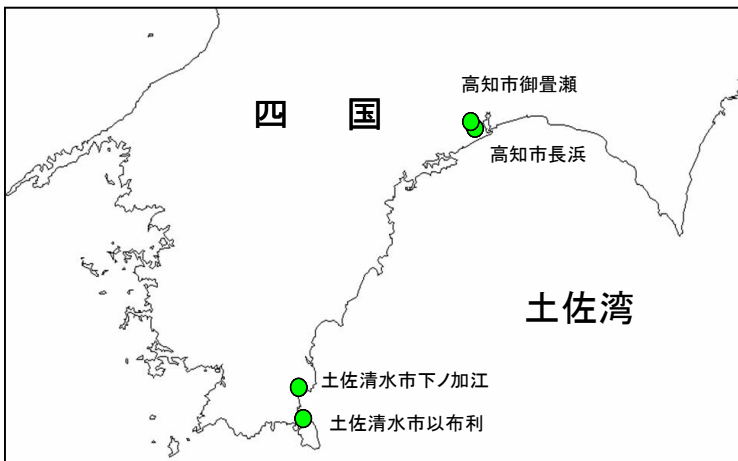 高知市御畳瀬
四国
高知市長浜
土佐湾
土佐清水市下ノ加江
土佐清水市以布利